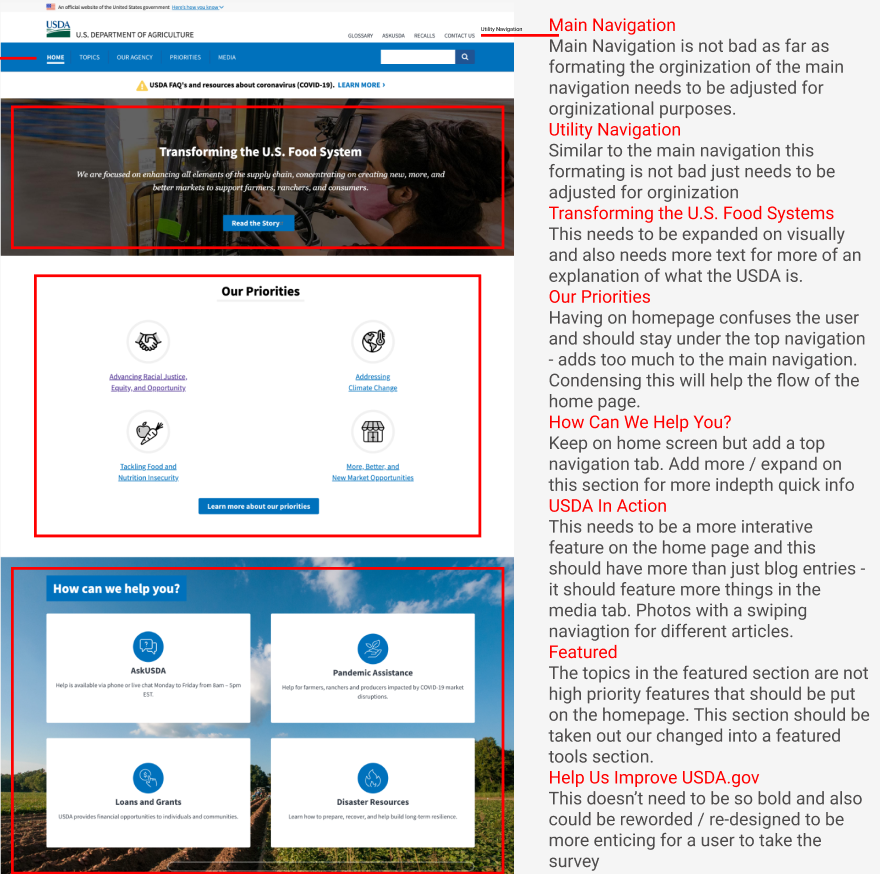 An official website of the United States government Here's how you know
USDA
U.S. DEPARTMENT OF AGRICULTURE
GLOSSARY ASKUSDA RECALLS CONTACT US
Utility Navigation
HOME TOPICS OUR AGENCY PRIORITIES MEDIA
USDA FAQ's and resources about coronavirus (COVID-19). LEARN MORE ›
Transforming the U.S. Food System
We are focused on enhancing all elements of the supply chain, concentrating on creating new, more, and
better markets to support farmers, ranchers, and consumers.
Read the Story
Our Priorities
Advancing Racial Justice,
Equity, and Opportunity
Addressing
Climate Change
Tackling Food and
Nutrition Insecurity
More, Better, and
New Market Opportunities
Learn more about our priorities
How can we help you?
AskUSDA
Help is available via phone or live chat Monday to Friday from 8am – 5pm
EST.
Pandemic Assistance
Help for farmers, ranchers and producers impacted by COVID-19 market
disruptions.
Loans and Grants
USDA provides financial opportunities to individuals and communities.
Disaster Resources
Learn how to prepare, recover, and help build long-term resilience.
Main Navigation
Main Navigation is not bad as far as
formating the orginization of the main
navigation needs to be adjusted for
orginizational purposes.
Utility Navigation
Similar to the main navigation this
formating is not bad just needs to be
adjusted for orginization
Transforming the U.S. Food Systems
This needs to be expanded on visually
and also needs more text for more of an
explanation of what the USDA is.
Our Priorities
Having on homepage confuses the user
and should stay under the top navigation
- adds too much to the main navigation.
Condensing this will help the flow of the
home page.
How Can We Help You?
Keep on home screen but add a top
navigation tab. Add more / expand on
this section for more indepth quick info
USDA In Action
This needs to be a more interative
feature on the home page and this
should have more than just blog entries -
it should feature more things in the
media tab. Photos with a swiping
naviagtion for different articles.
Featured
The topics in the featured section are not
high priority features that should be put
on the homepage. This section should be
taken out our changed into a featured
tools section.
Help Us Improve USDA.gov
This doesn't need to be so bold and also
could be reworded / re-designed to be
more enticing for a user to take the
survey